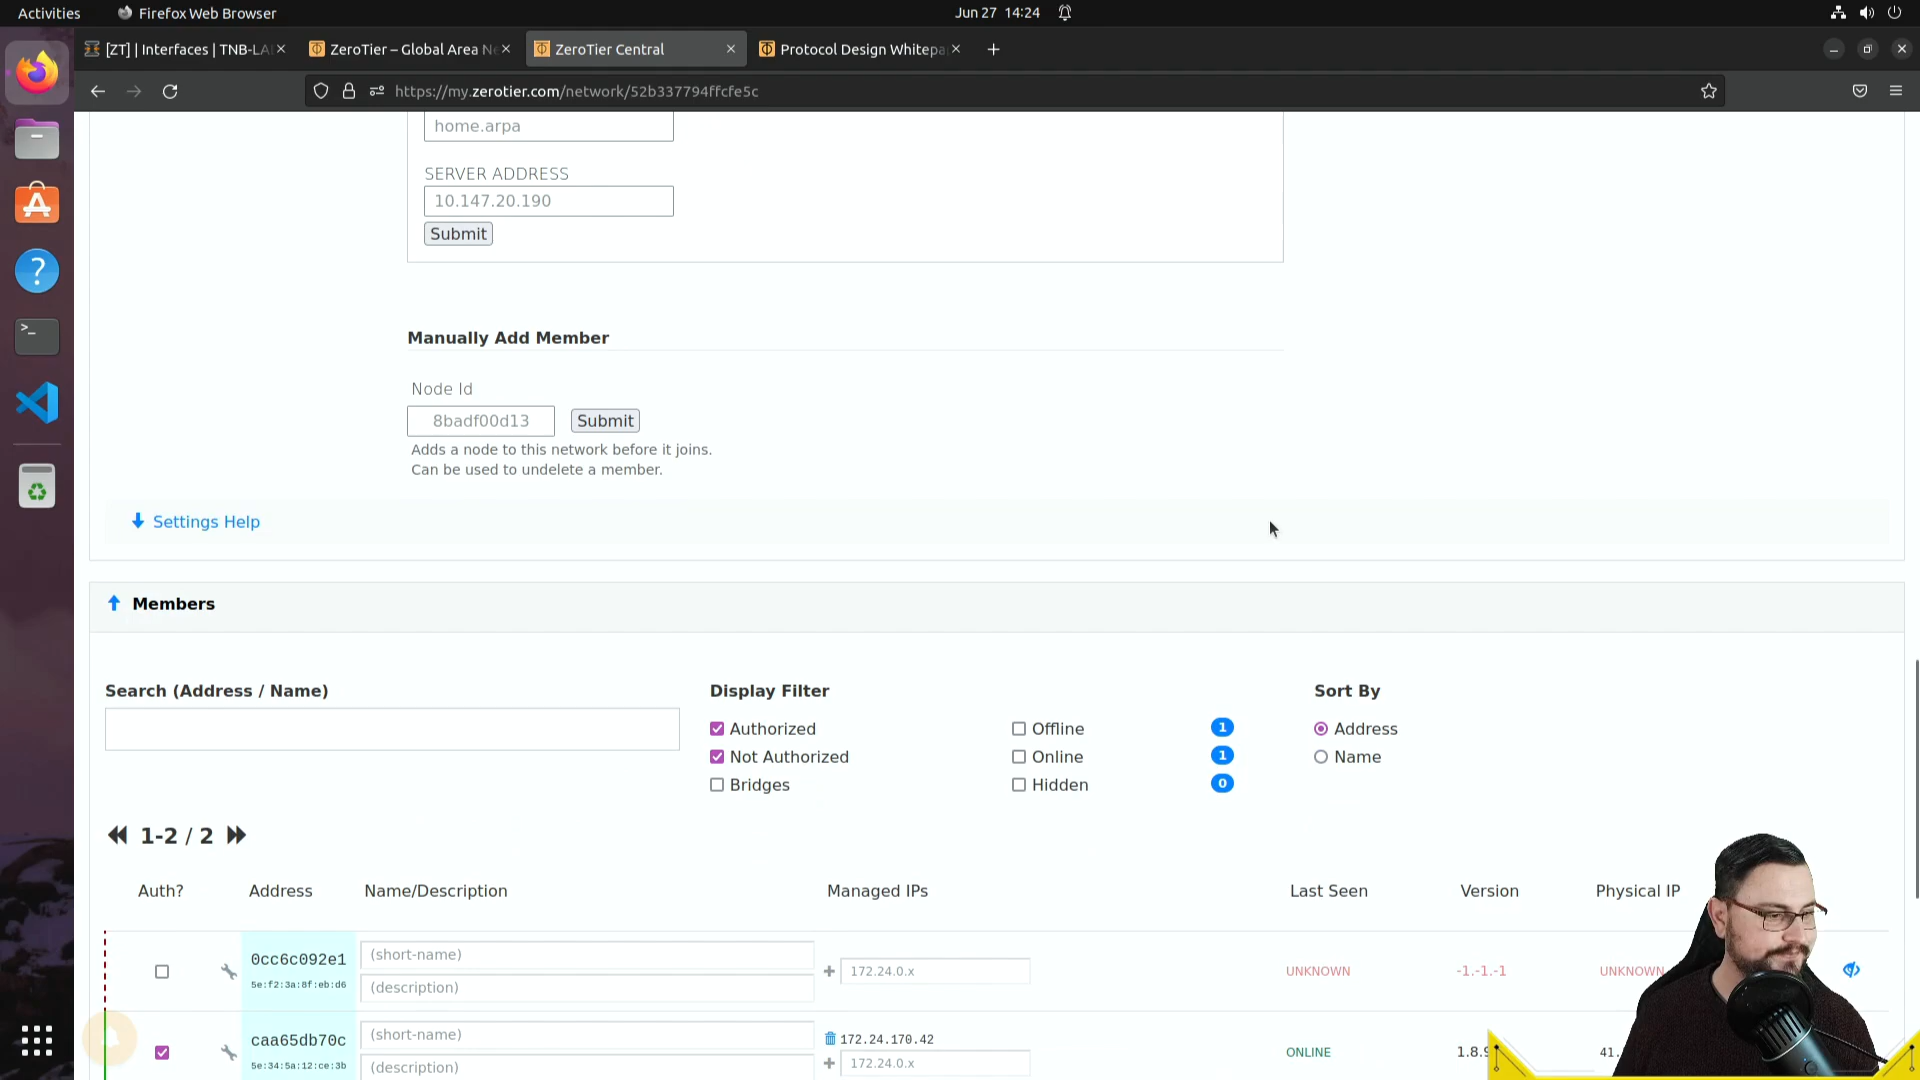 Activities
Firefox Web Browser
Jun 27 14:24
[ZT] | Interfaces | TNB-LA
ZeroTier – Global Area Ne
ZeroTier Central
Protocol Design Whitepa
https://my.zerotier.com/network/52b337794ffcfe5c
home.arpa
SERVER ADDRESS
10.147.20.190
Submit
Manually Add Member
Node Id
8badf00d13
Submit
Adds a node to this network before it joins.
Can be used to undelete a member.
Settings Help
Members
Search (Address / Name)
Display Filter
Sort By
Authorized
Offline
1
Address
Not Authorized
Online
1
Name
Bridges
Hidden
0
1-2 / 2
Auth?
Address
Name/Description
Managed IPs
Last Seen
Version
Physical IP
0cc6c092e1
5e:f2:3a:8f:eb:d6
(short-name)
(description)
172.24.0.x
UNKNOWN
-1.-1.-1
UNKNOWN
caa65db70c
5e:34:5a:12:ce:3b
(short-name)
(description)
172.24.170.42
172.24.0.x
ONLINE
1.8.9
41.